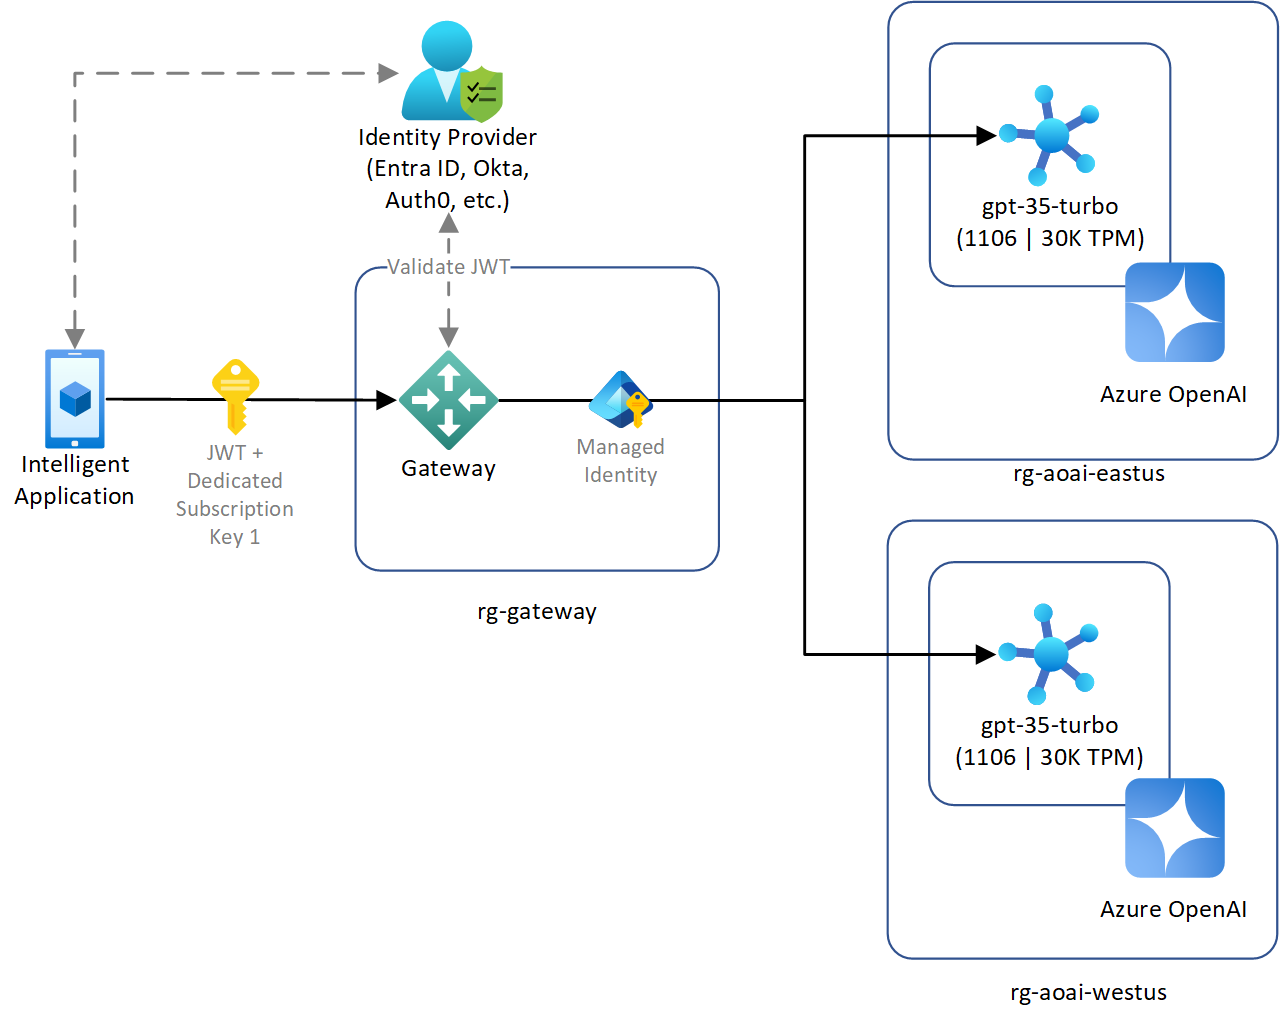 Identity Provider
(Entra ID, Okta,
Auth0, etc.)
Validate JWT
Intelligent
Application
JWT +
Dedicated
Subscription
Key 1
Gateway
Managed
Identity
rg-gateway
gpt-35-turbo
(1106 | 30K TPM)
Azure OpenAI
rg-aoai-eastus
gpt-35-turbo
(1106 | 30K TPM)
Azure OpenAI
rg-aoai-westus